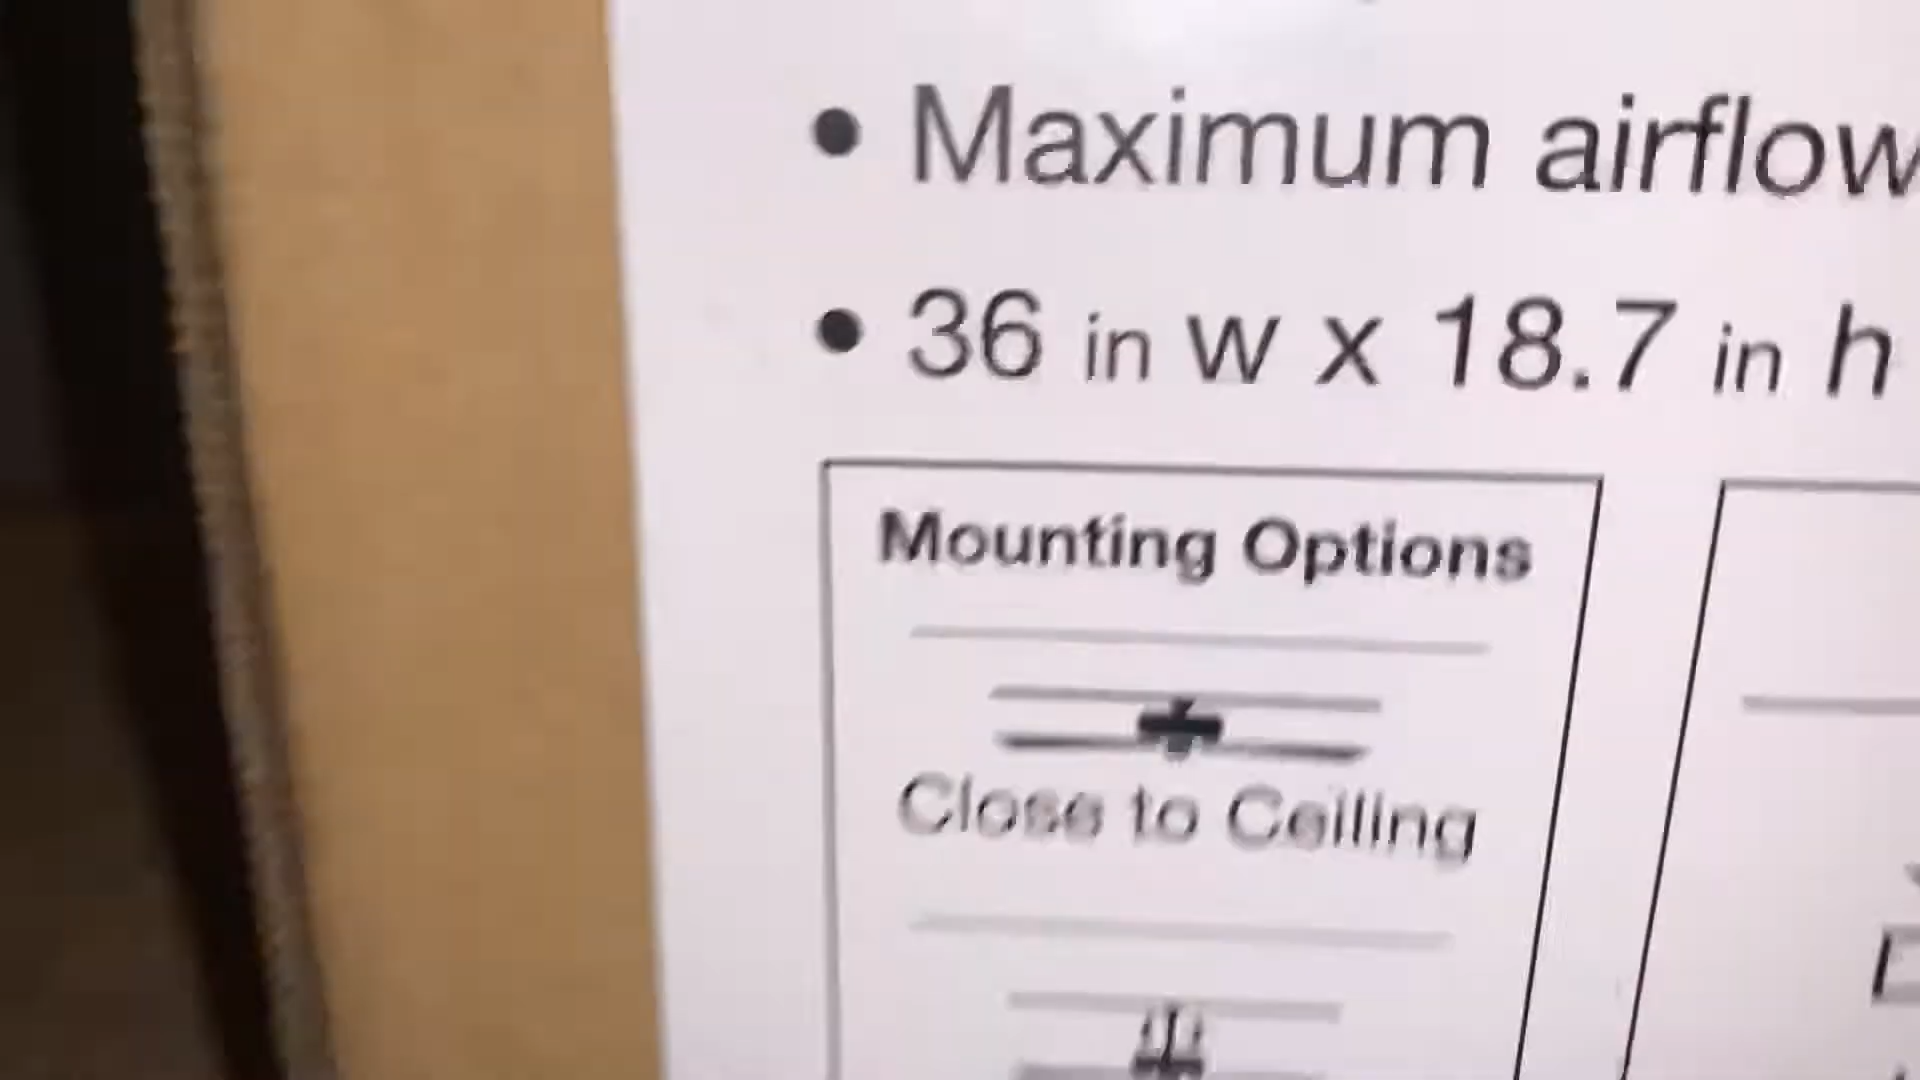 • Maximum airflow
• 36 in W x 18.7 in h
Mounting Options
Close to Ceiling